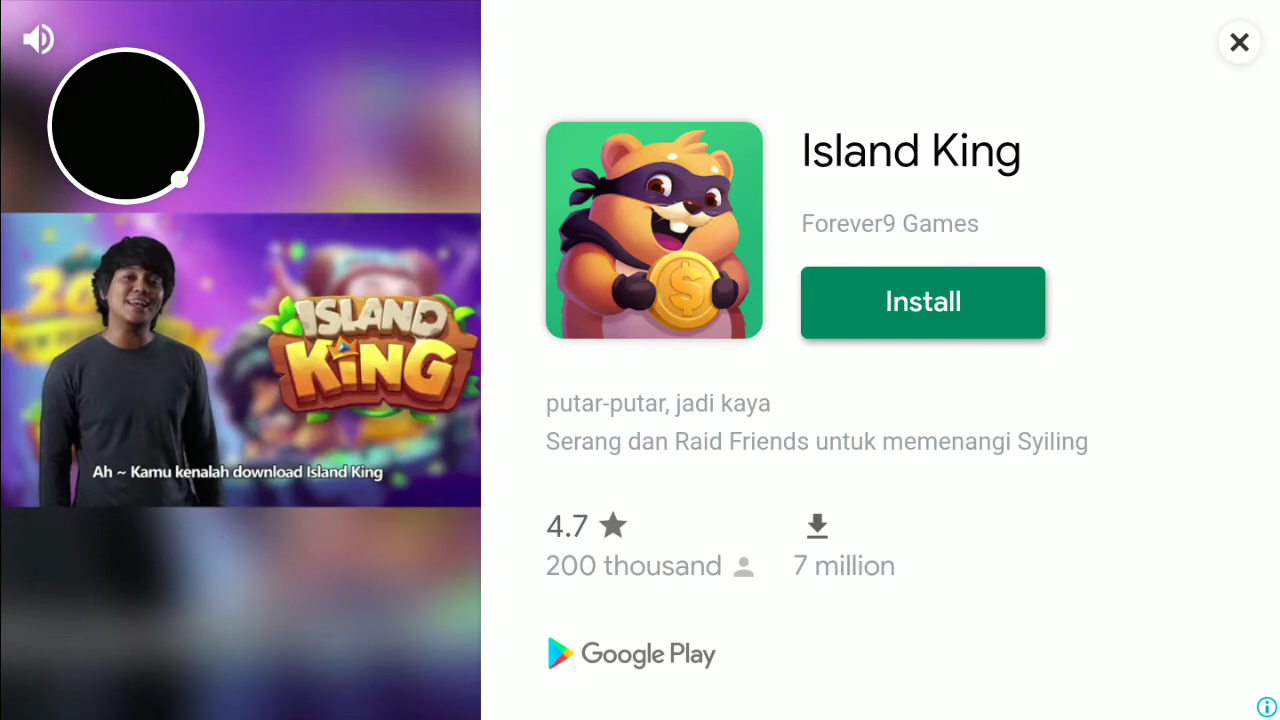 20
ISLAND
KING
Ah ~ Kamu kenalah download Island King
Island King
Forever9 Games
Install
putar-putar, jadi kaya
Serang dan Raid Friends untuk memenangi Syiling
4.7
200 thousand
7 million
Google Play